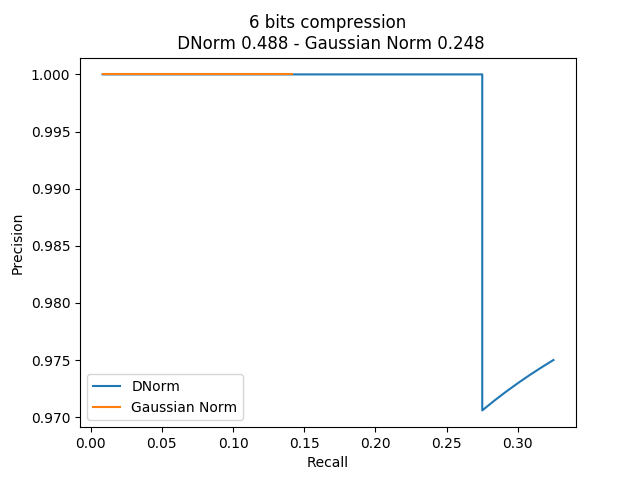 6 bits compression
DNorm 0.488 - Gaussian Norm 0.248
1.000
0.995
0.990
0.985
0.980
0.975
0.970
Precision
DNorm
Gaussian Norm
0.00 0.05 0.10 0.15 0.20 0.25 0.30
Recall